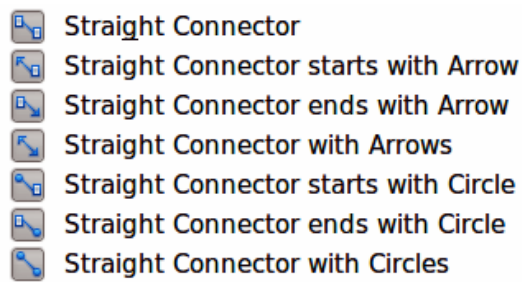 Straight Connector
Straight Connector starts with Arrow
Straight Connector ends with Arrow
Straight Connector with Arrows
Straight Connector starts with Circle
Straight Connector ends with Circle
Straight Connector with Circles